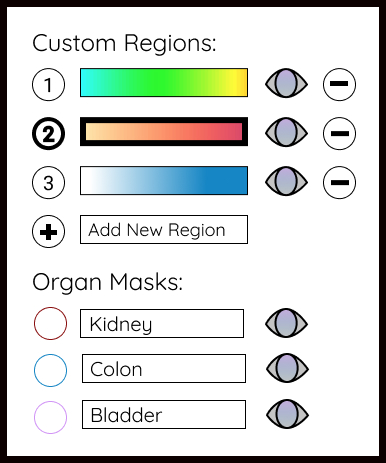 Custom Regions:
1
2
3
Add New Region
Organ Masks:
Kidney
Colon
Bladder